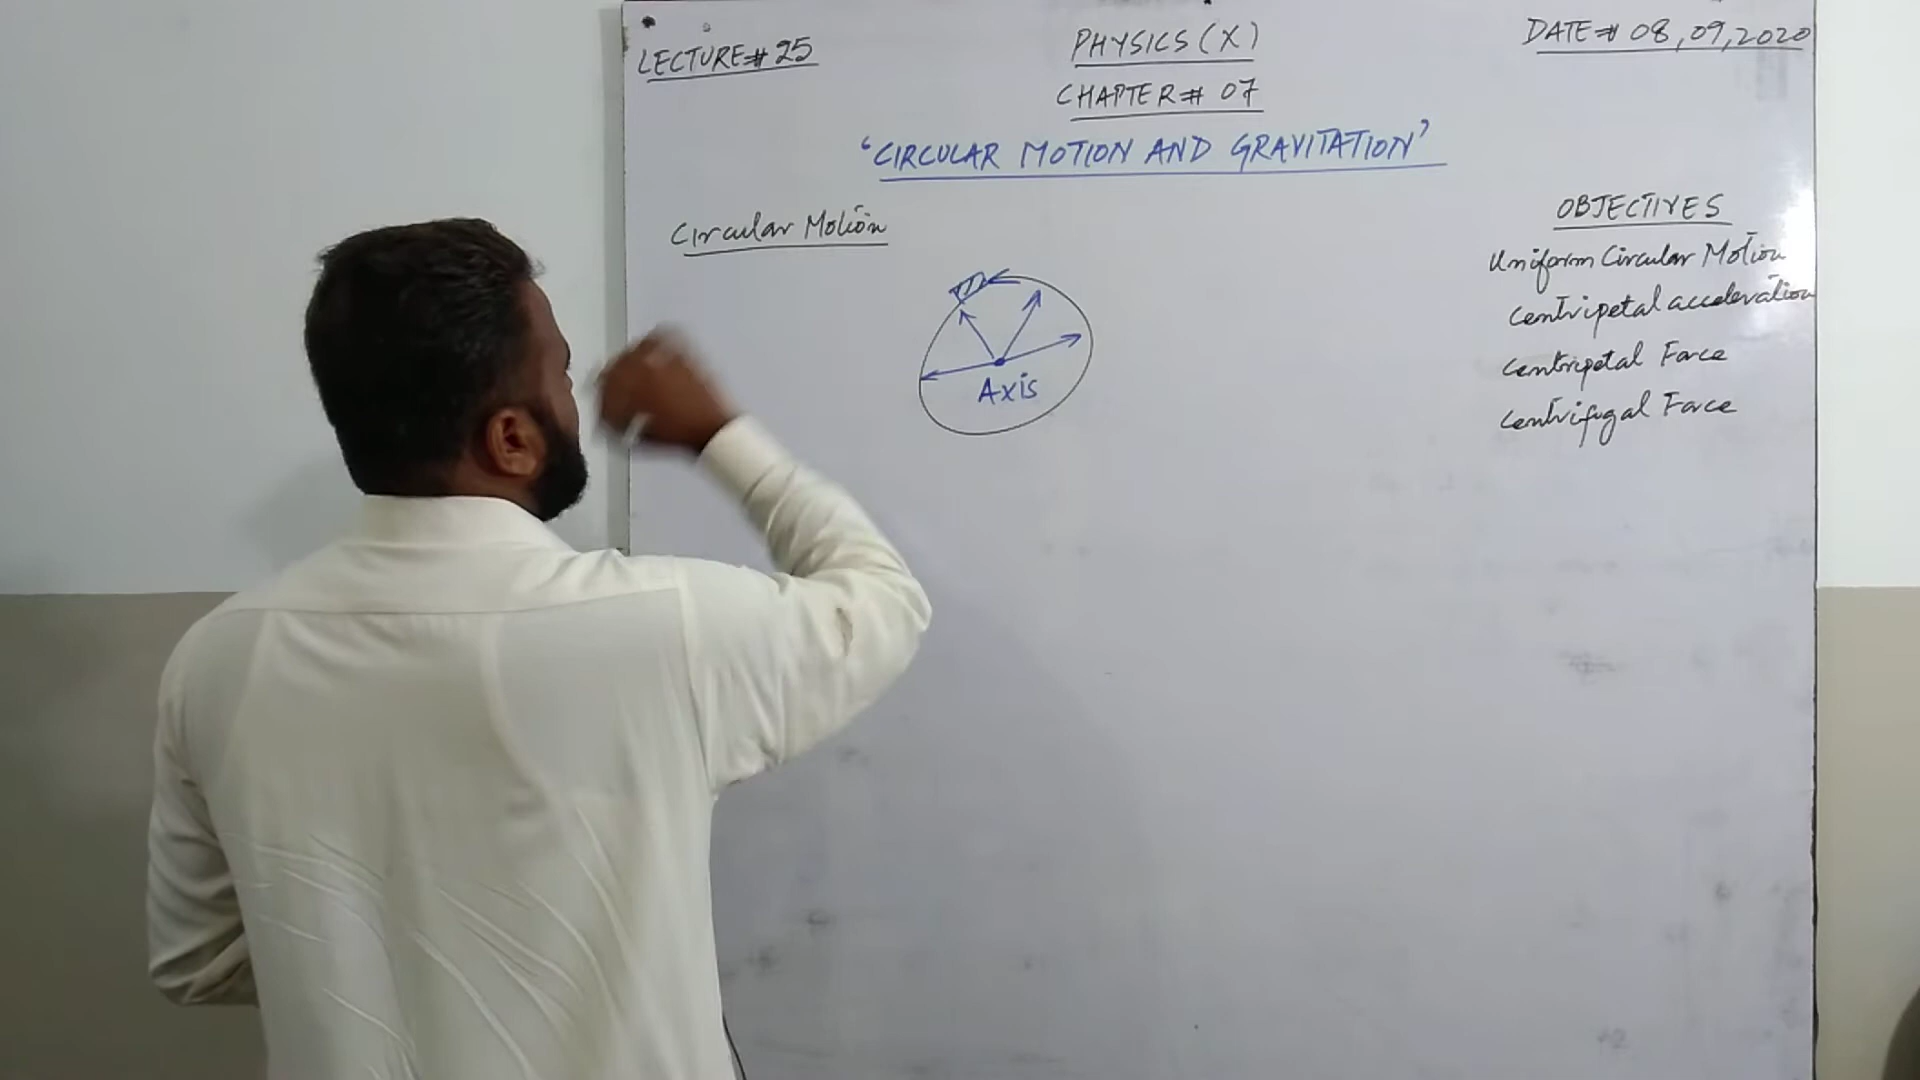 LECTURE# 25
PHYSICS (X)
DATE# 08,09,2020
CHAPTER# 07
'CIRCULAR MOTION AND GRAVITATION'
Circular Motion
Axis
OBJECTIVES
Uniform Circular Motion
Centripetal acceleration
Centripetal Force
Centrifugal Force